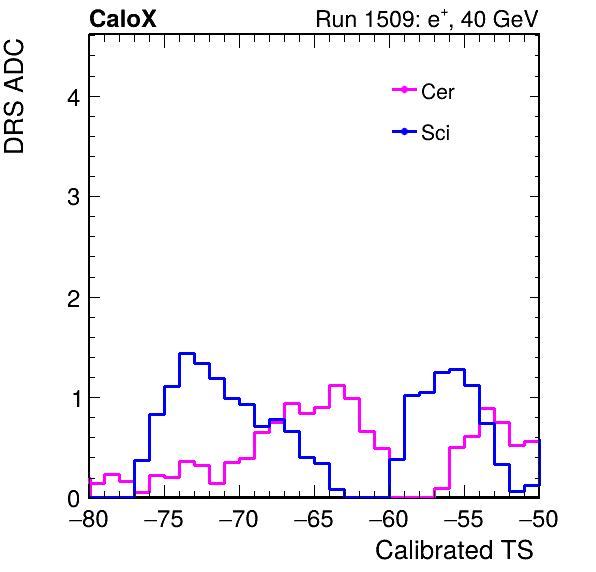 CaloX Run 1509: e⁺, 40 GeV
DRS ADC
Cer
Sci
4
3
2
1
0
−80 −75 −70 −65 −60 −55 −50
Calibrated TS